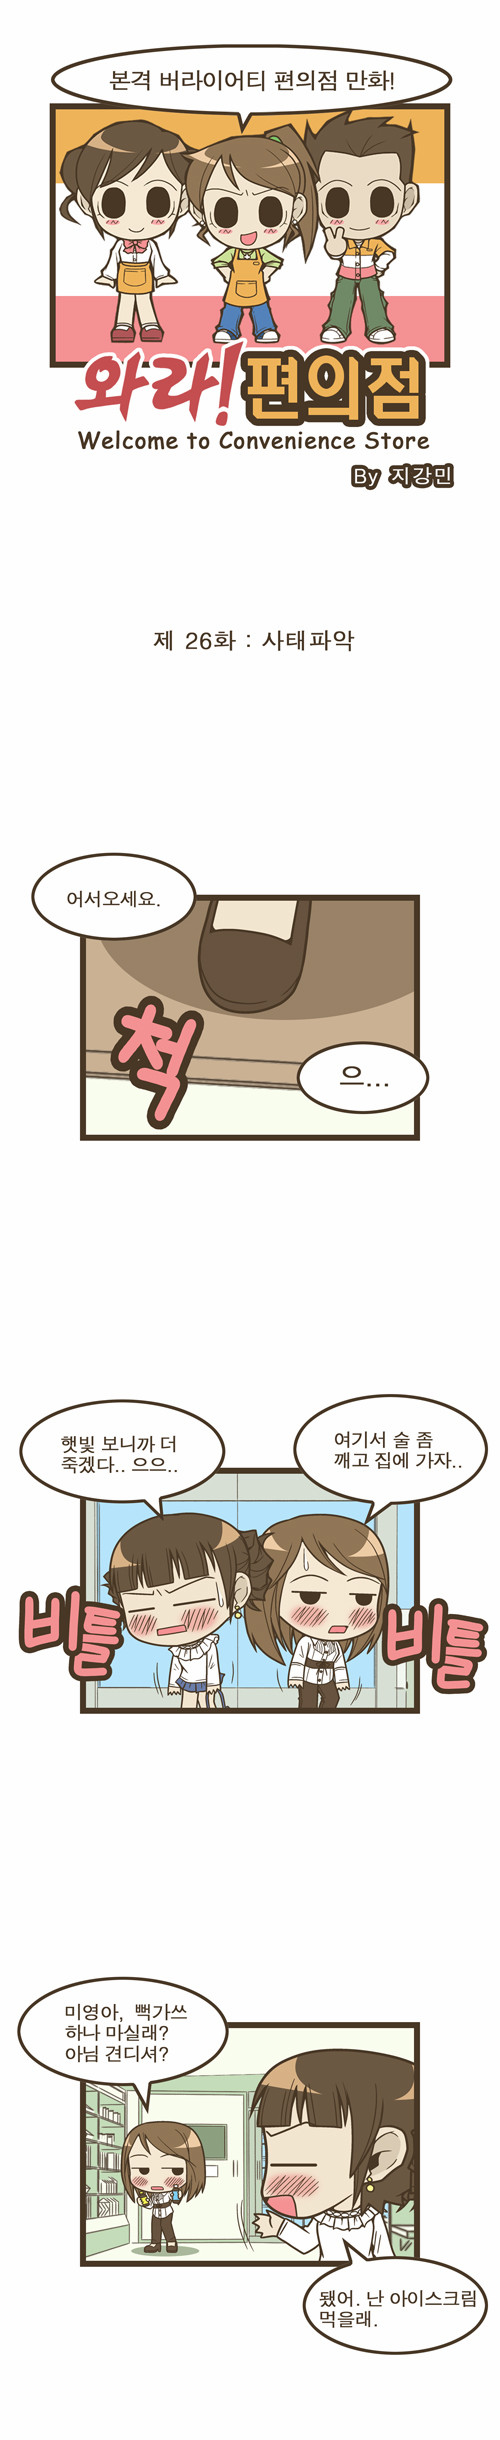 본격 버라이어티 편의점 만화!
와라! 편의점
Welcome to Convenience Store
By 지강민
제 26화 : 사태파악
어서오세요.
척
으...
햇빛 보니까 더
죽겠다.. 으으..
여기서 술 좀
깨고 집에 가자..
비틀
비틀
미영아, 뻑가쓰
하나 마실래?
아님 견디셔?
됐어. 난 아이스크림
먹을래.